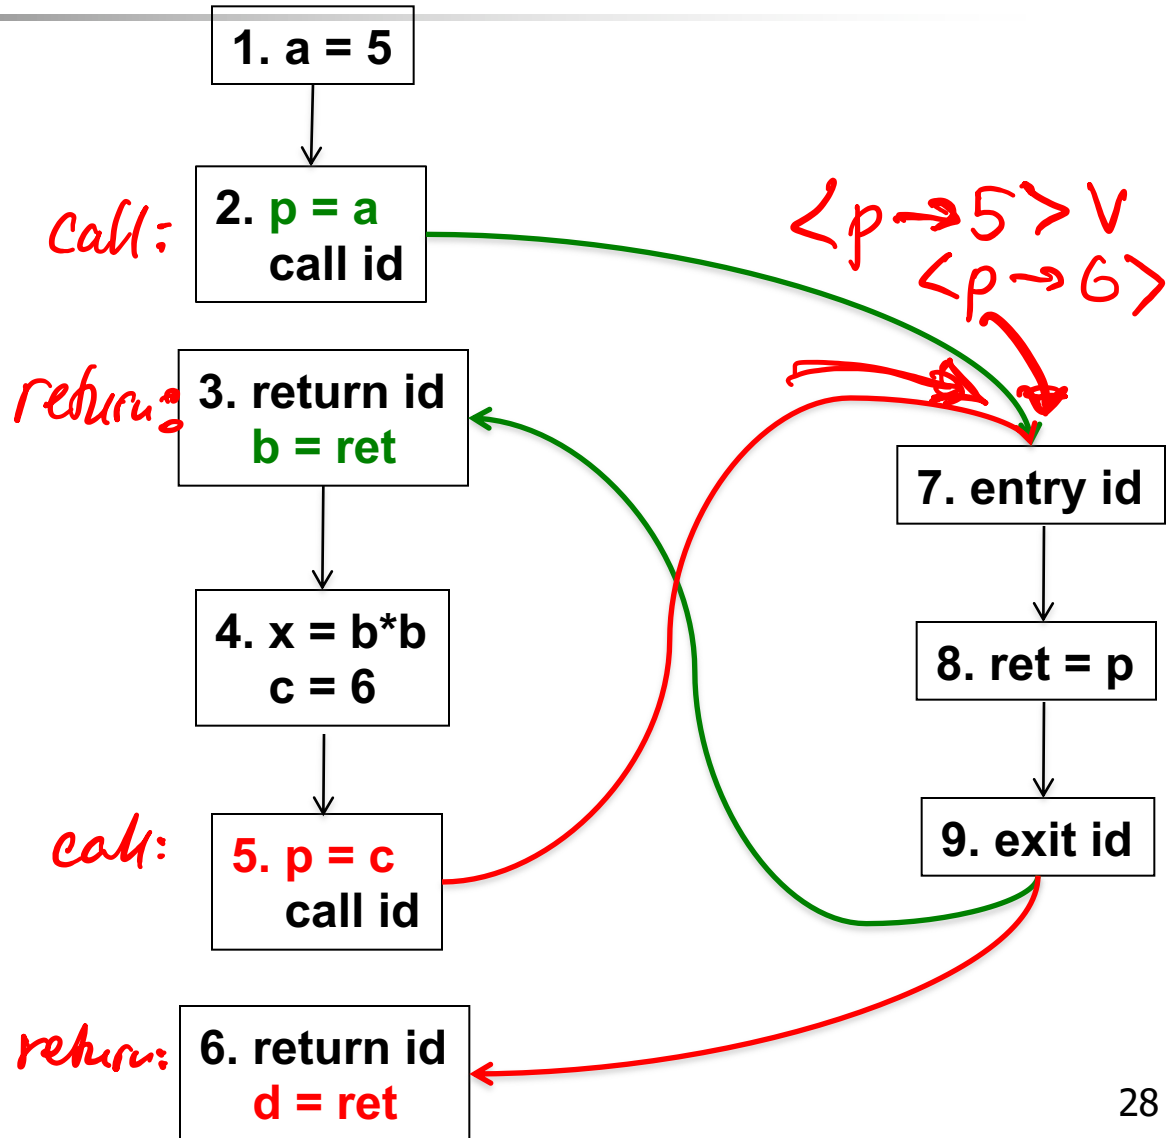 1. a = 5
call:
2. p = a
call id
<p → 5> V
<p → 6>
return:
3. return id
b = ret
7. entry id
4. x = b*b
c = 6
8. ret = p
call:
5. p = c
call id
9. exit id
return:
6. return id
d = ret
28